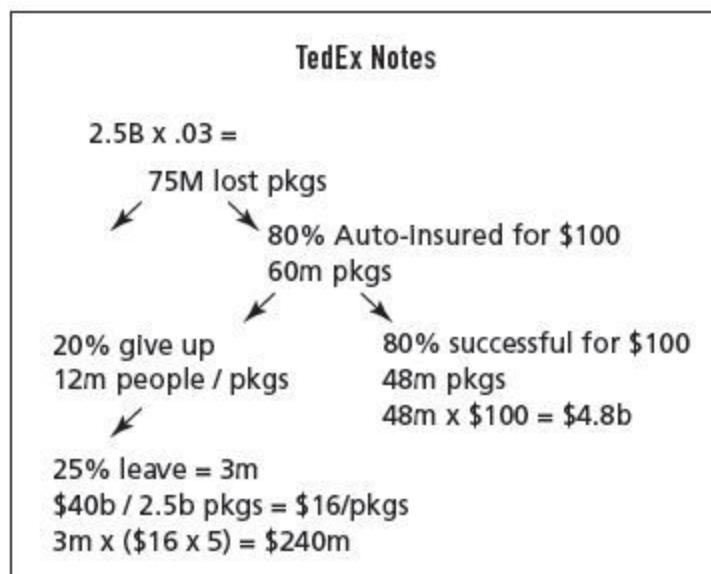 TedEx Notes
2.5B x .03 =
75M lost pkgs
80% Auto-insured for $100
60m pkgs
20% give up
12m people / pkgs
80% successful for $100
48m pkgs
48m x $100 = $4.8b
25% leave = 3m
$40b / 2.5b pkgs = $16/pkgs
3m x ($16 x 5) = $240m